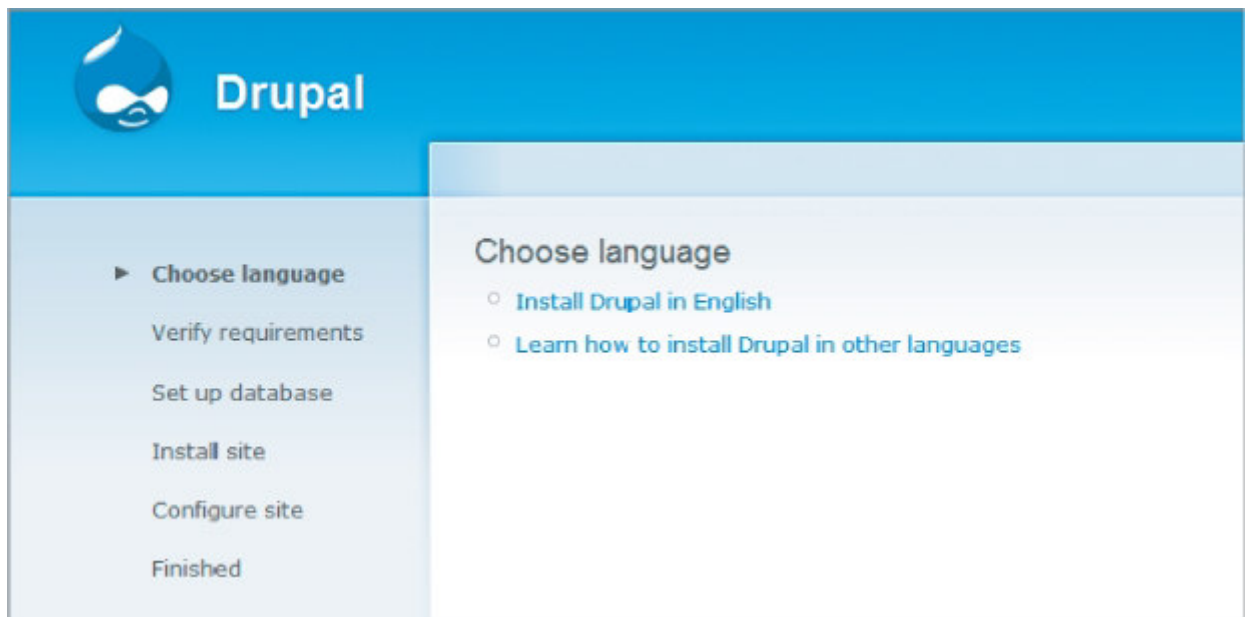 Drupal
Choose language
Verify requirements
Set up database
Install site
Configure site
Finished
Choose language
Install Drupal in English
Learn how to install Drupal in other languages